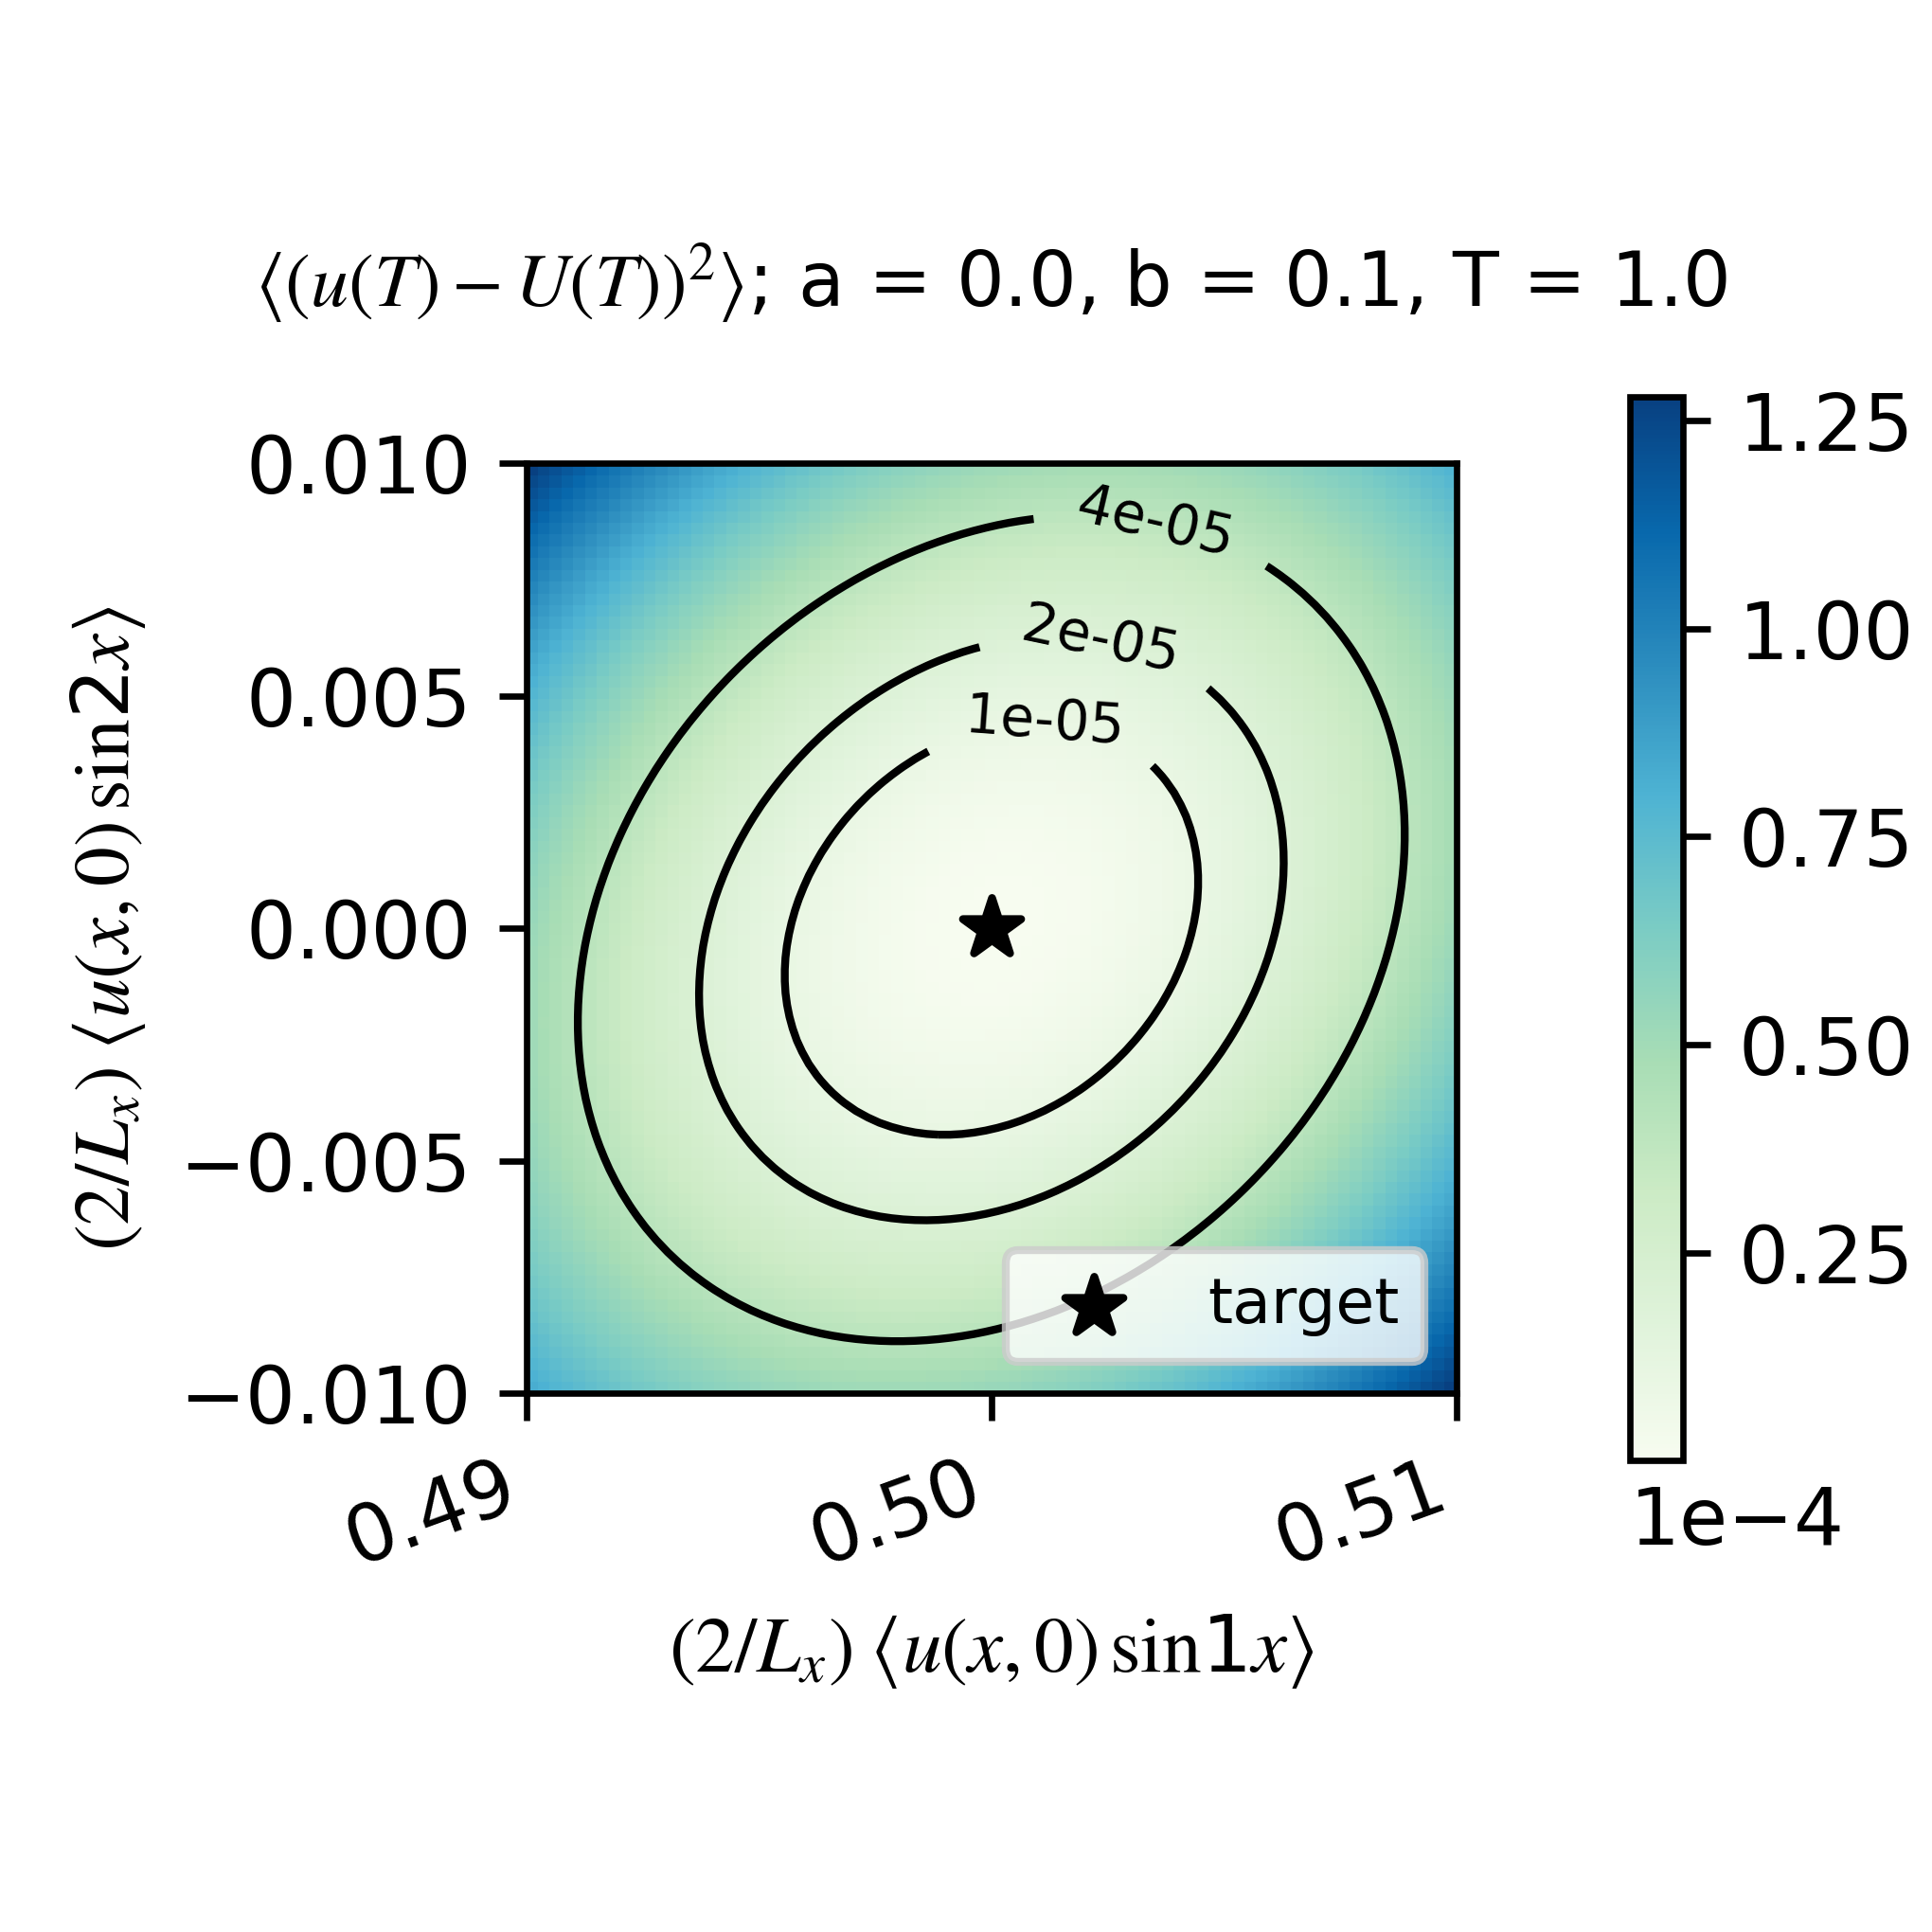 ⟨(u(T) − U(T))²⟩; a = 0.0, b = 0.1, T = 1.0
0.010
0.005
0.000
−0.005
−0.010
(2/Lₓ) ⟨u(x, 0) sin2x⟩
4e-05
2e-05
1e-05
target
0.49
0.50
0.51
(2/Lₓ) ⟨u(x, 0) sin1x⟩
1.25
1.00
0.75
0.50
0.25
1e−4